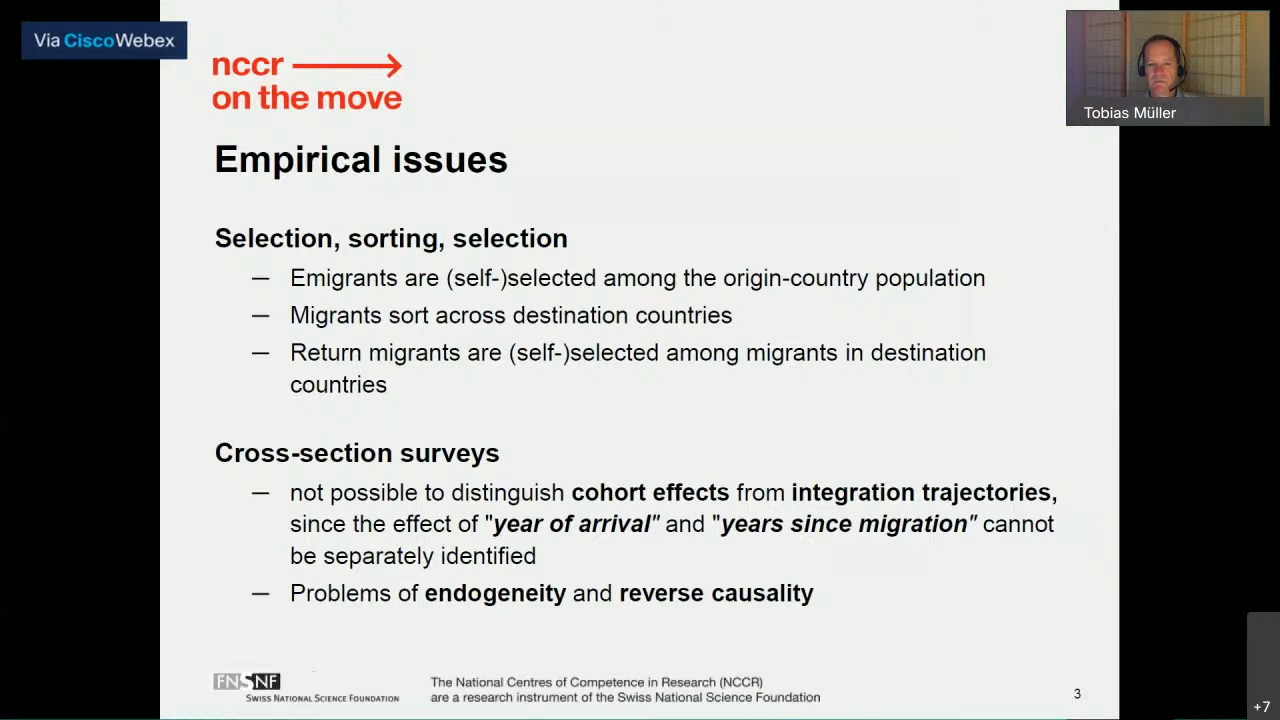 Via CiscoWebex
nccr
on the move
Tobias Müller
Empirical issues
Selection, sorting, selection
— Emigrants are (self-)selected among the origin-country population
— Migrants sort across destination countries
— Return migrants are (self-)selected among migrants in destination
countries
Cross-section surveys
— not possible to distinguish cohort effects from integration trajectories,
since the effect of "year of arrival" and "years since migration" cannot
be separately identified
— Problems of endogeneity and reverse causality
FNSNF
SWISS NATIONAL SCIENCE FOUNDATION
The National Centres of Competence in Research (NCCR)
are a research instrument of the Swiss National Science Foundation
3
+7